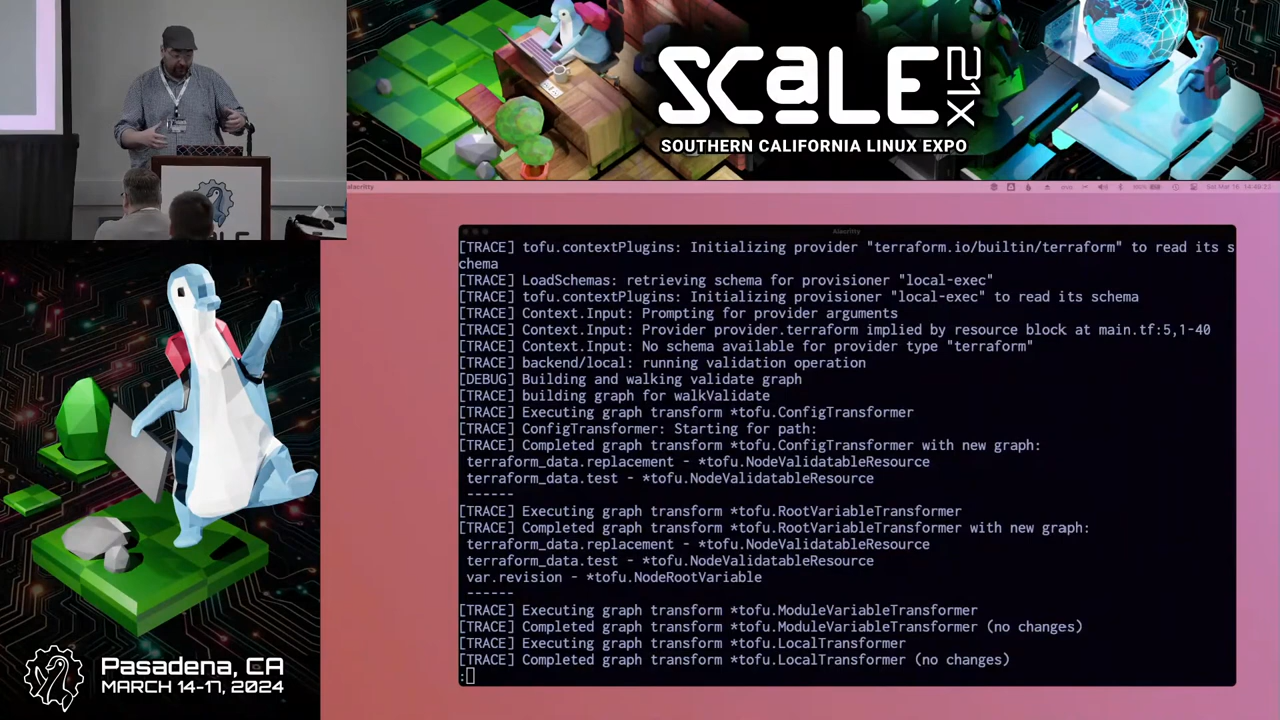 SCaLE 21X
SOUTHERN CALIFORNIA LINUX EXPO
Alacritty
Sat Mar 16
Alacritty
[TRACE] tofu.contextPlugins: Initializing provider "terraform.io/builtin/terraform" to read its s
chema
[TRACE] LoadSchemas: retrieving schema for provisioner "local-exec"
[TRACE] tofu.contextPlugins: Initializing provisioner "local-exec" to read its schema
[TRACE] Context.Input: Prompting for provider arguments
[TRACE] Context.Input: Provider provider.terraform implied by resource block at main.tf:5,1-40
[TRACE] Context.Input: No schema available for provider type "terraform"
[TRACE] backend/local: running validation operation
[DEBUG] Building and walking validate graph
[TRACE] building graph for walkValidate
[TRACE] Executing graph transform *tofu.ConfigTransformer
[TRACE] ConfigTransformer: Starting for path:
[TRACE] Completed graph transform *tofu.ConfigTransformer with new graph:
terraform_data.replacement - *tofu.NodeValidatableResource
terraform_data.test - *tofu.NodeValidatableResource
------
[TRACE] Executing graph transform *tofu.RootVariableTransformer
[TRACE] Completed graph transform *tofu.RootVariableTransformer with new graph:
terraform_data.replacement - *tofu.NodeValidatableResource
terraform_data.test - *tofu.NodeValidatableResource
var.revision - *tofu.NodeRootVariable
------
[TRACE] Executing graph transform *tofu.ModuleVariableTransformer
[TRACE] Completed graph transform *tofu.ModuleVariableTransformer (no changes)
[TRACE] Executing graph transform *tofu.LocalTransformer
[TRACE] Completed graph transform *tofu.LocalTransformer (no changes)
:
Pasadena, CA
MARCH 14-17, 2024